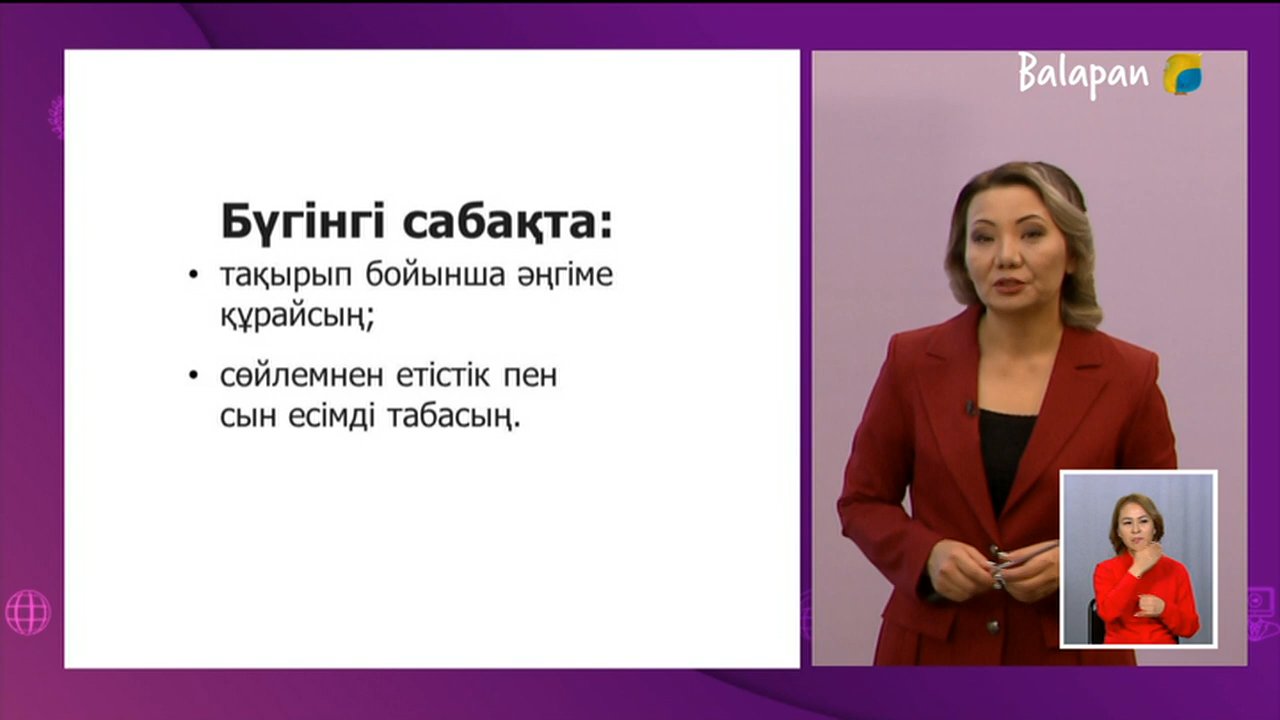 Balapan
Бүгінгі сабақта:
• тақырып бойынша әңгіме
құрайсың;
• сөйлемнен етістік пен
сын есімді табасың.